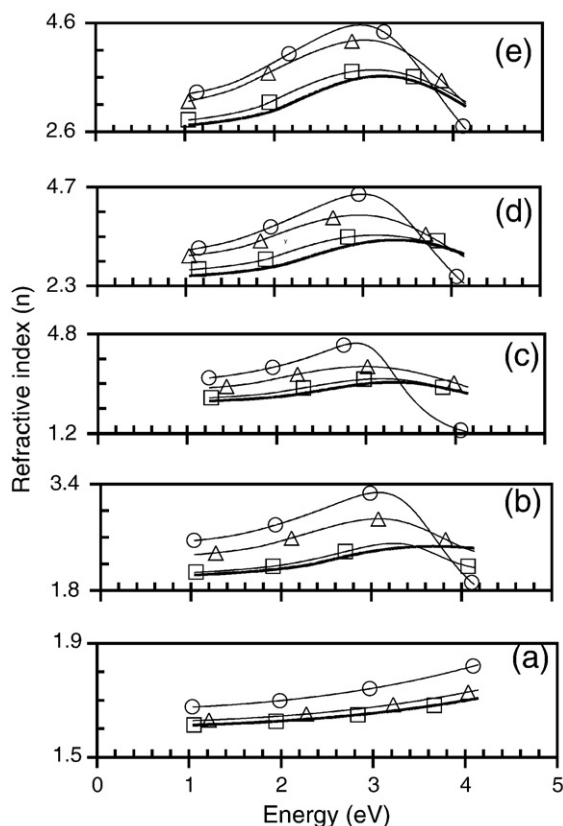 4.6
(e)
2.6
4.7
(d)
2.3
4.8
(c)
1.2
3.4
(b)
1.8
1.9
(a)
1.5
0
1
2
3
4
5
Energy (eV)
Refractive index (n)